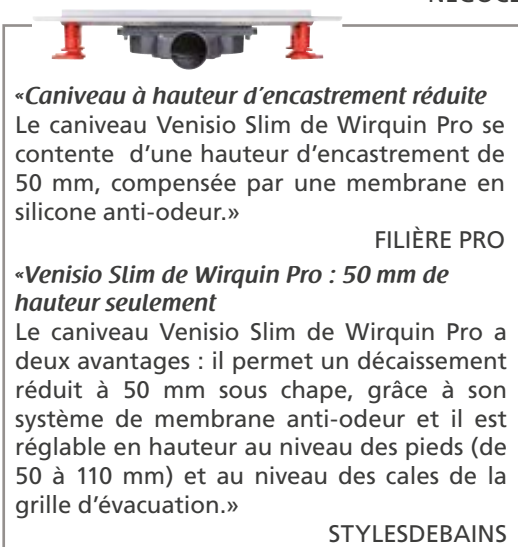 «Caniveau à hauteur d'encastrement réduite
Le caniveau Venisio Slim de Wirquin Pro se
contente d'une hauteur d'encastrement de
50 mm, compensée par une membrane en
silicone anti-odeur.»
FILIÈRE PRO
«Venisio Slim de Wirquin Pro : 50 mm de
hauteur seulement
Le caniveau Venisio Slim de Wirquin Pro a
deux avantages : il permet un décaissement
réduit à 50 mm sous chape, grâce à son
système de membrane anti-odeur et il est
réglable en hauteur au niveau des pieds (de
50 à 110 mm) et au niveau des cales de la
grille d'évacuation.»
STYLESDEBAINS